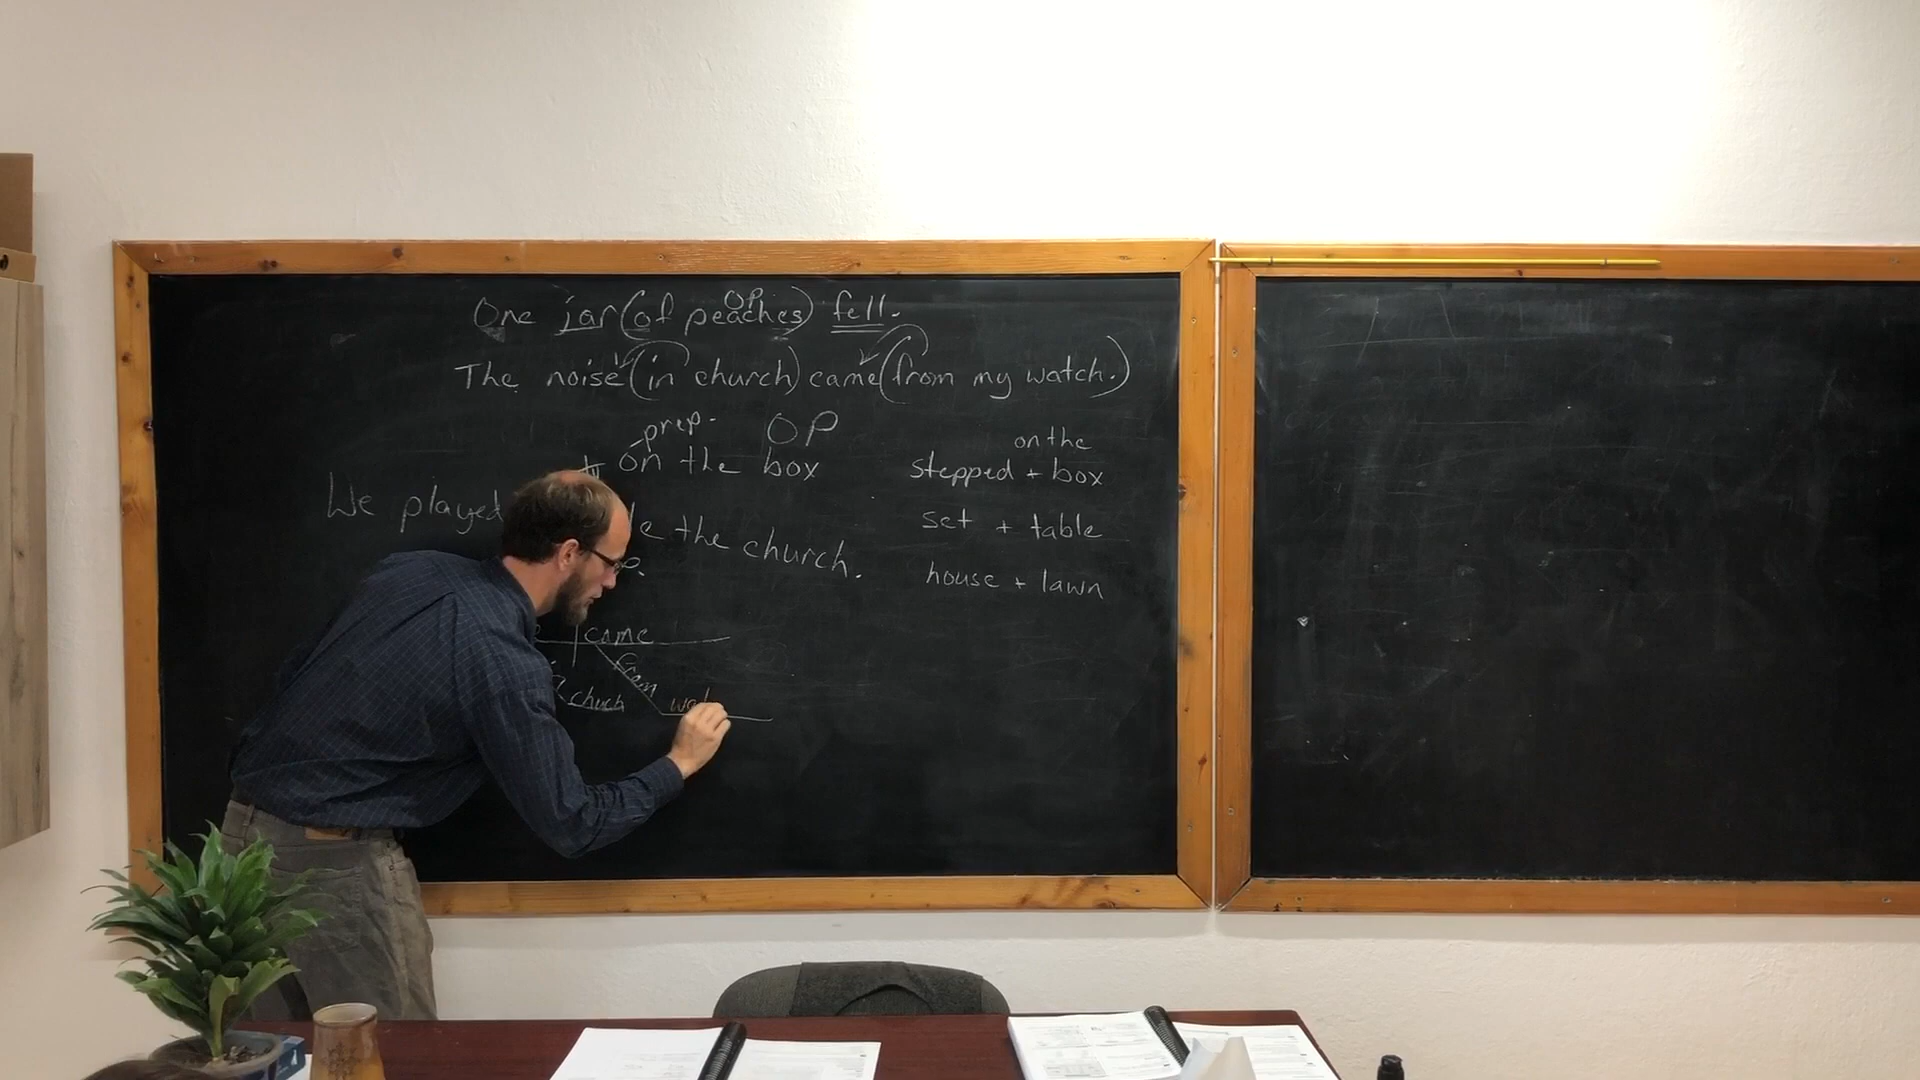 OP
One jar (of peaches) fell.
The noise (in church) came (from my watch.)
prep. OP
on the box
We played
the church.
on the
stepped + box
set + table
house + lawn
came
from
chuch